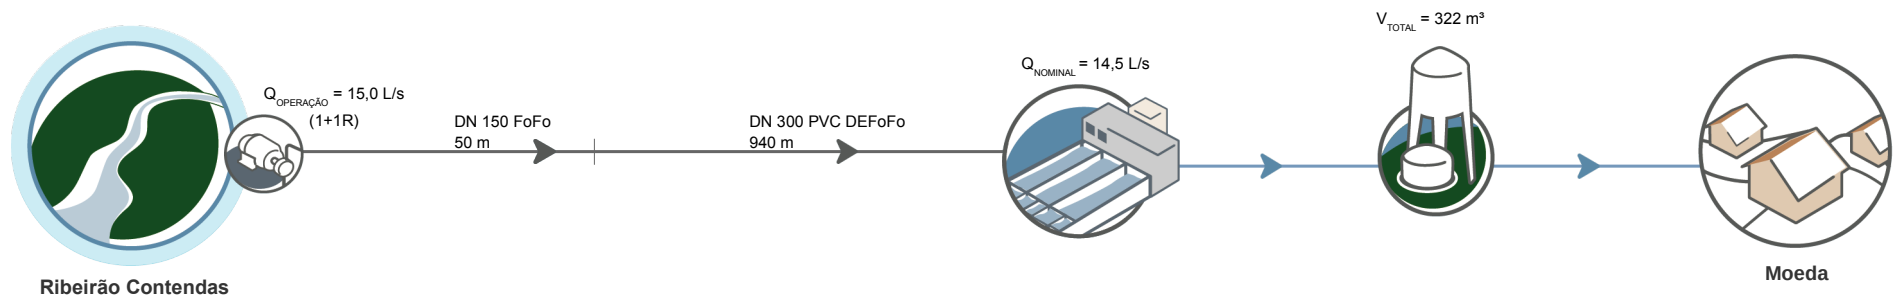 V_TOTAL = 322 m³
Q_NOMINAL = 14,5 L/s
Q_OPERAÇÃO = 15,0 L/s
(1+1R)
DN 150 FoFo
50 m
DN 300 PVC DEFoFo
940 m
Ribeirão Contendas
Moeda